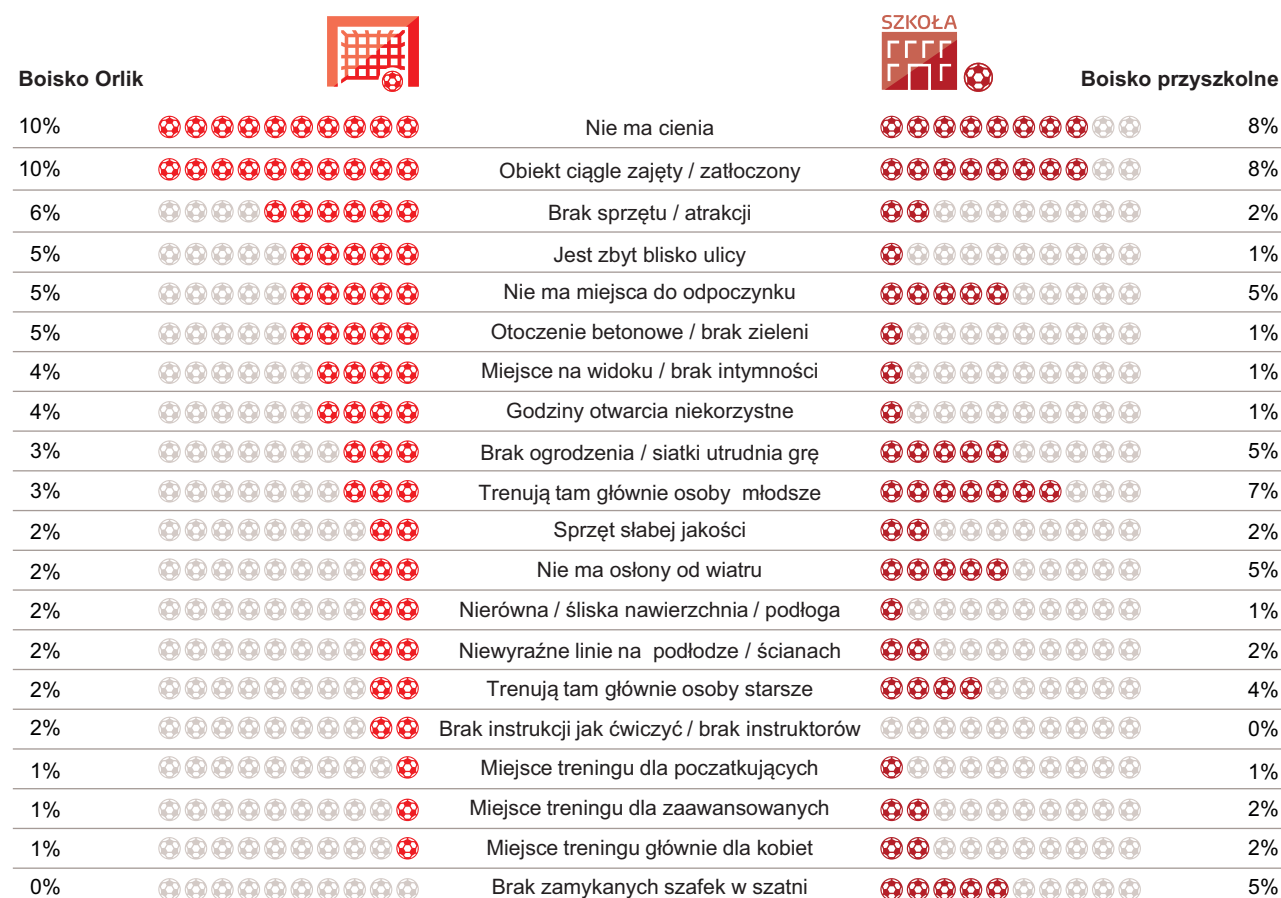 SZKOŁA
Boisko Orlik Boisko przyszkolne
10% Nie ma cienia 8%
10% Obiekt ciągle zajęty / zatłoczony 8%
6% Brak sprzętu / atrakcji 2%
5% Jest zbyt blisko ulicy 1%
5% Nie ma miejsca do odpoczynku 5%
5% Otoczenie betonowe / brak zieleni 1%
4% Miejsce na widoku / brak intymności 1%
4% Godziny otwarcia niekorzystne 1%
3% Brak ogrodzenia / siatki utrudnia grę 5%
3% Trenują tam głównie osoby młodsze 7%
2% Sprzęt słabej jakości 2%
2% Nie ma osłony od wiatru 5%
2% Nierówna / śliska nawierzchnia / podłoga 1%
2% Niewyraźne linie na podłodze / ścianach 2%
2% Trenują tam głównie osoby starsze 4%
2% Brak instrukcji jak ćwiczyć / brak instruktorów 0%
1% Miejsce treningu dla poczatkujących 1%
1% Miejsce treningu dla zaawansowanych 2%
1% Miejsce treningu głównie dla kobiet 2%
0% Brak zamykanych szafek w szatni 5%